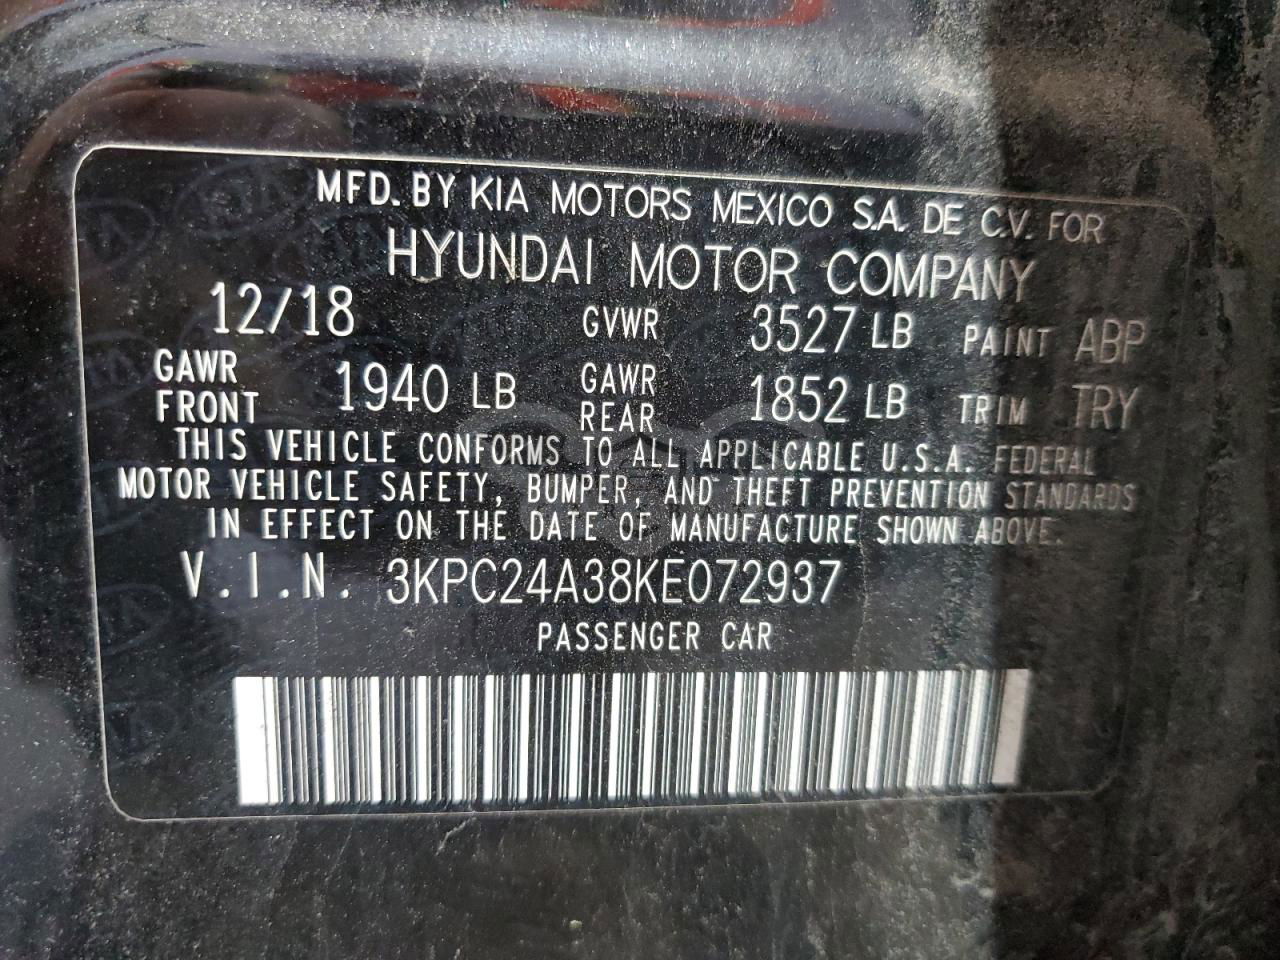 MFD. BY KIA MOTORS MEXICO S.A. DE C.V. FOR
HYUNDAI MOTOR COMPANY
12/18 GVWR 3527 LB PAINT ABP
GAWR FRONT 1940 LB GAWR REAR 1852 LB TRIM TRY
THIS VEHICLE CONFORMS TO ALL APPLICABLE U.S.A. FEDERAL
MOTOR VEHICLE SAFETY, BUMPER, AND THEFT PREVENTION STANDARDS
IN EFFECT ON THE DATE OF MANUFACTURE SHOWN ABOVE.
V.I.N. 3KPC24A38KE072937
PASSENGER CAR